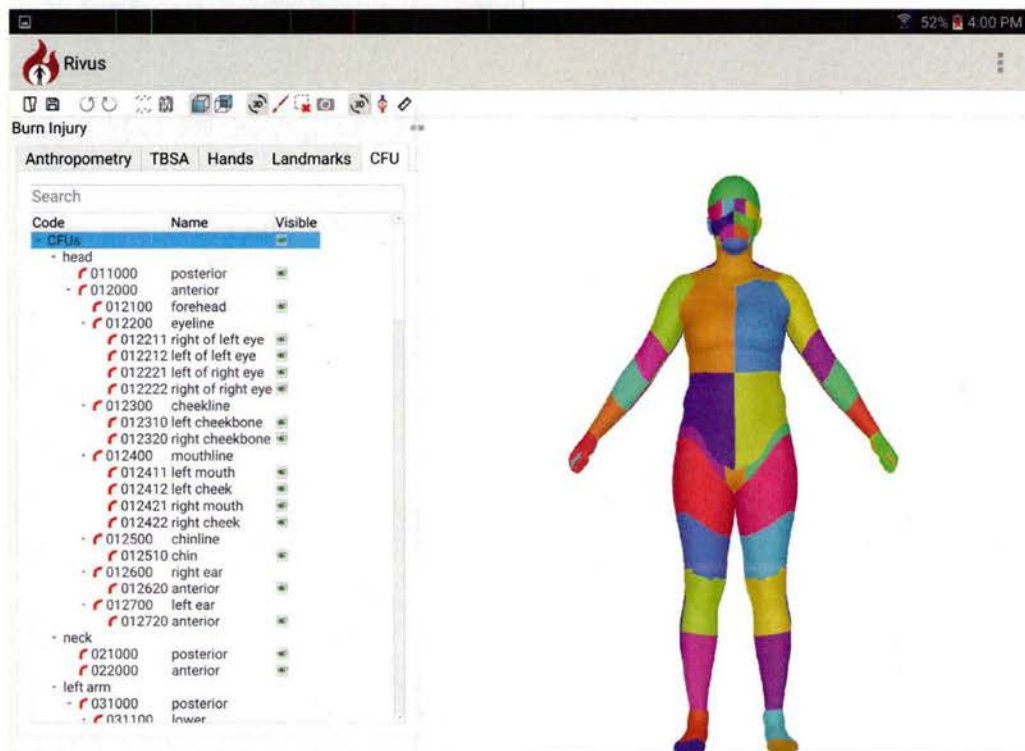 52% 4:00 PM
Rivus
Burn Injury
Anthropometry TBSA Hands Landmarks CFU
Search
Code Name Visible
CFUs
head
011000 posterior
012000 anterior
012100 forehead
012200 eyeline
012211 right of left eye
012212 left of left eye
012221 left of right eye
012222 right of right eye
012300 cheekline
012310 left cheekbone
012320 right cheekbone
012400 mouthline
012411 left mouth
012412 left cheek
012421 right mouth
012422 right cheek
012500 chinline
012510 chin
012600 right ear
012620 anterior
012700 left ear
012720 anterior
neck
021000 posterior
022000 anterior
left arm
031000 posterior
031100 lower